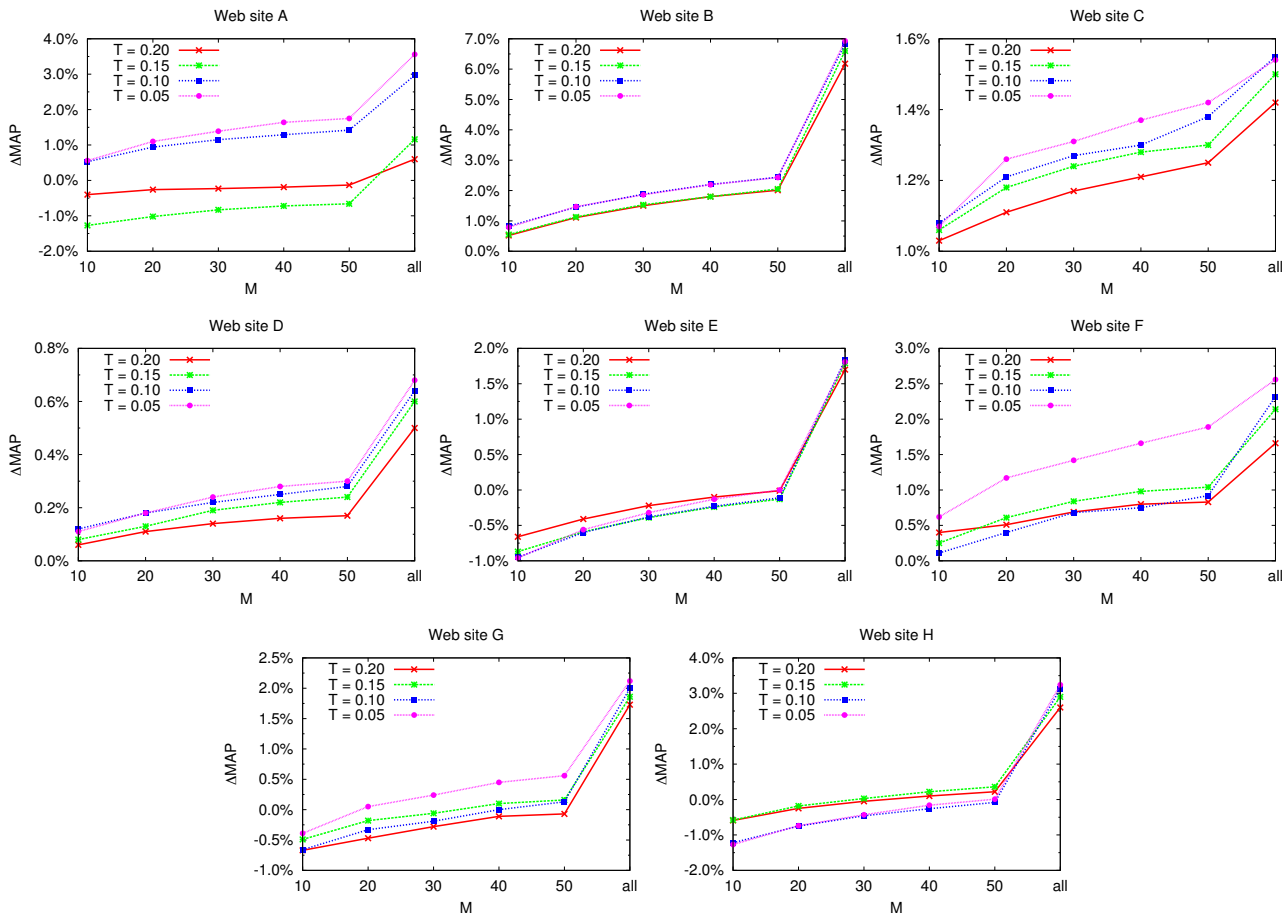 Web site A
4.0%
3.0%
2.0%
1.0%
0.0%
-1.0%
-2.0%
ΔMAP
T = 0.20
T = 0.15
T = 0.10
T = 0.05
10 20 30 40 50 all
M
Web site B
7.0%
6.0%
5.0%
4.0%
3.0%
2.0%
1.0%
0.0%
ΔMAP
T = 0.20
T = 0.15
T = 0.10
T = 0.05
10 20 30 40 50 all
M
Web site C
1.6%
1.4%
1.2%
1.0%
ΔMAP
T = 0.20
T = 0.15
T = 0.10
T = 0.05
10 20 30 40 50 all
M
Web site D
0.8%
0.6%
0.4%
0.2%
0.0%
ΔMAP
T = 0.20
T = 0.15
T = 0.10
T = 0.05
10 20 30 40 50 all
M
Web site E
2.0%
1.5%
1.0%
0.5%
0.0%
-0.5%
-1.0%
ΔMAP
T = 0.20
T = 0.15
T = 0.10
T = 0.05
10 20 30 40 50 all
M
Web site F
3.0%
2.5%
2.0%
1.5%
1.0%
0.5%
0.0%
ΔMAP
T = 0.20
T = 0.15
T = 0.10
T = 0.05
10 20 30 40 50 all
M
Web site G
2.5%
2.0%
1.5%
1.0%
0.5%
0.0%
-0.5%
-1.0%
ΔMAP
T = 0.20
T = 0.15
T = 0.10
T = 0.05
10 20 30 40 50 all
M
Web site H
4.0%
3.0%
2.0%
1.0%
0.0%
-1.0%
-2.0%
ΔMAP
T = 0.20
T = 0.15
T = 0.10
T = 0.05
10 20 30 40 50 all
M